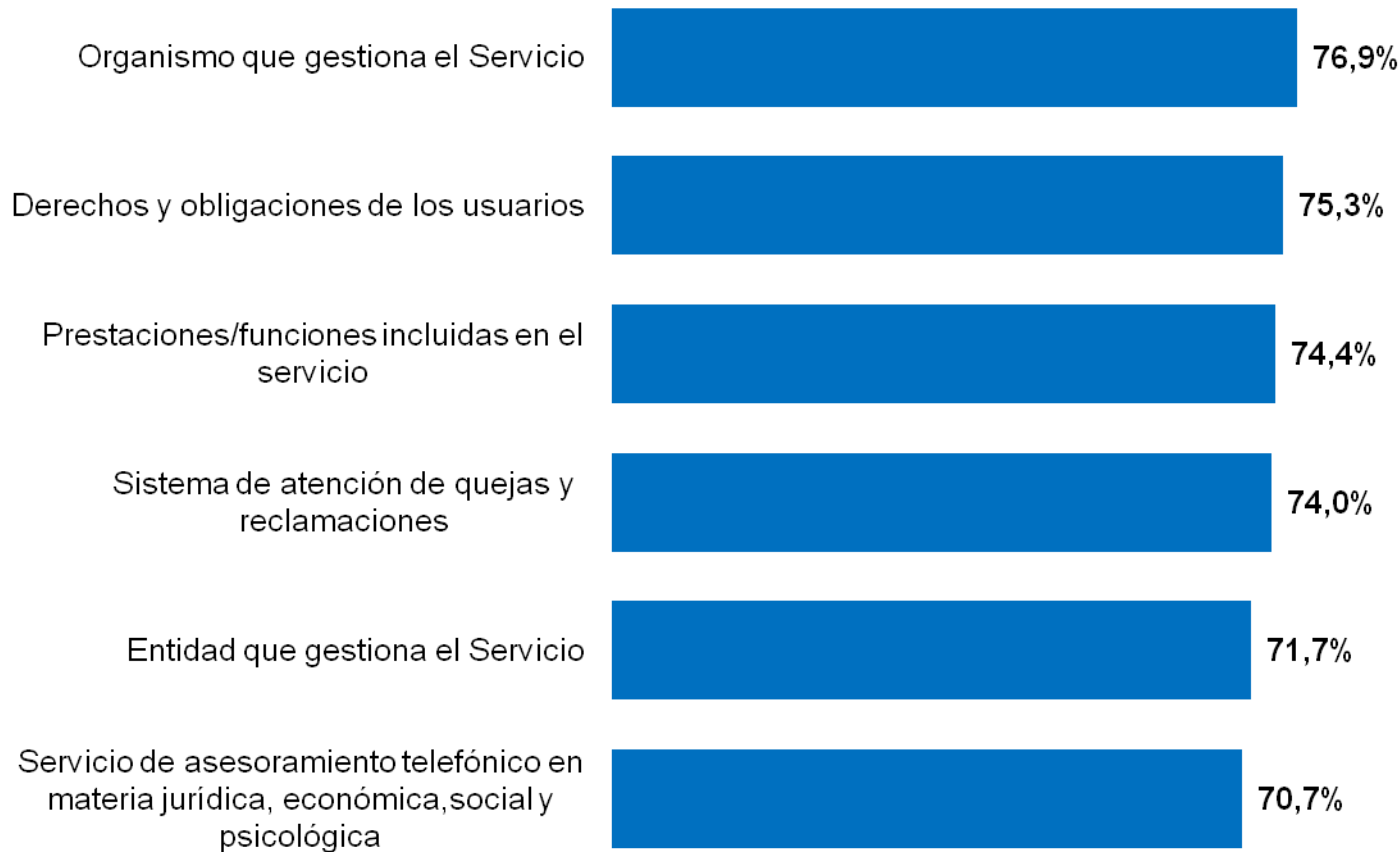 Organismo que gestiona el Servicio
76,9%
Derechos y obligaciones de los usuarios
75,3%
Prestaciones/funciones incluidas en el
servicio
74,4%
Sistema de atención de quejas y
reclamaciones
74,0%
Entidad que gestiona el Servicio
71,7%
Servicio de asesoramiento telefónico en
materia jurídica, económica,social y
psicológica
70,7%